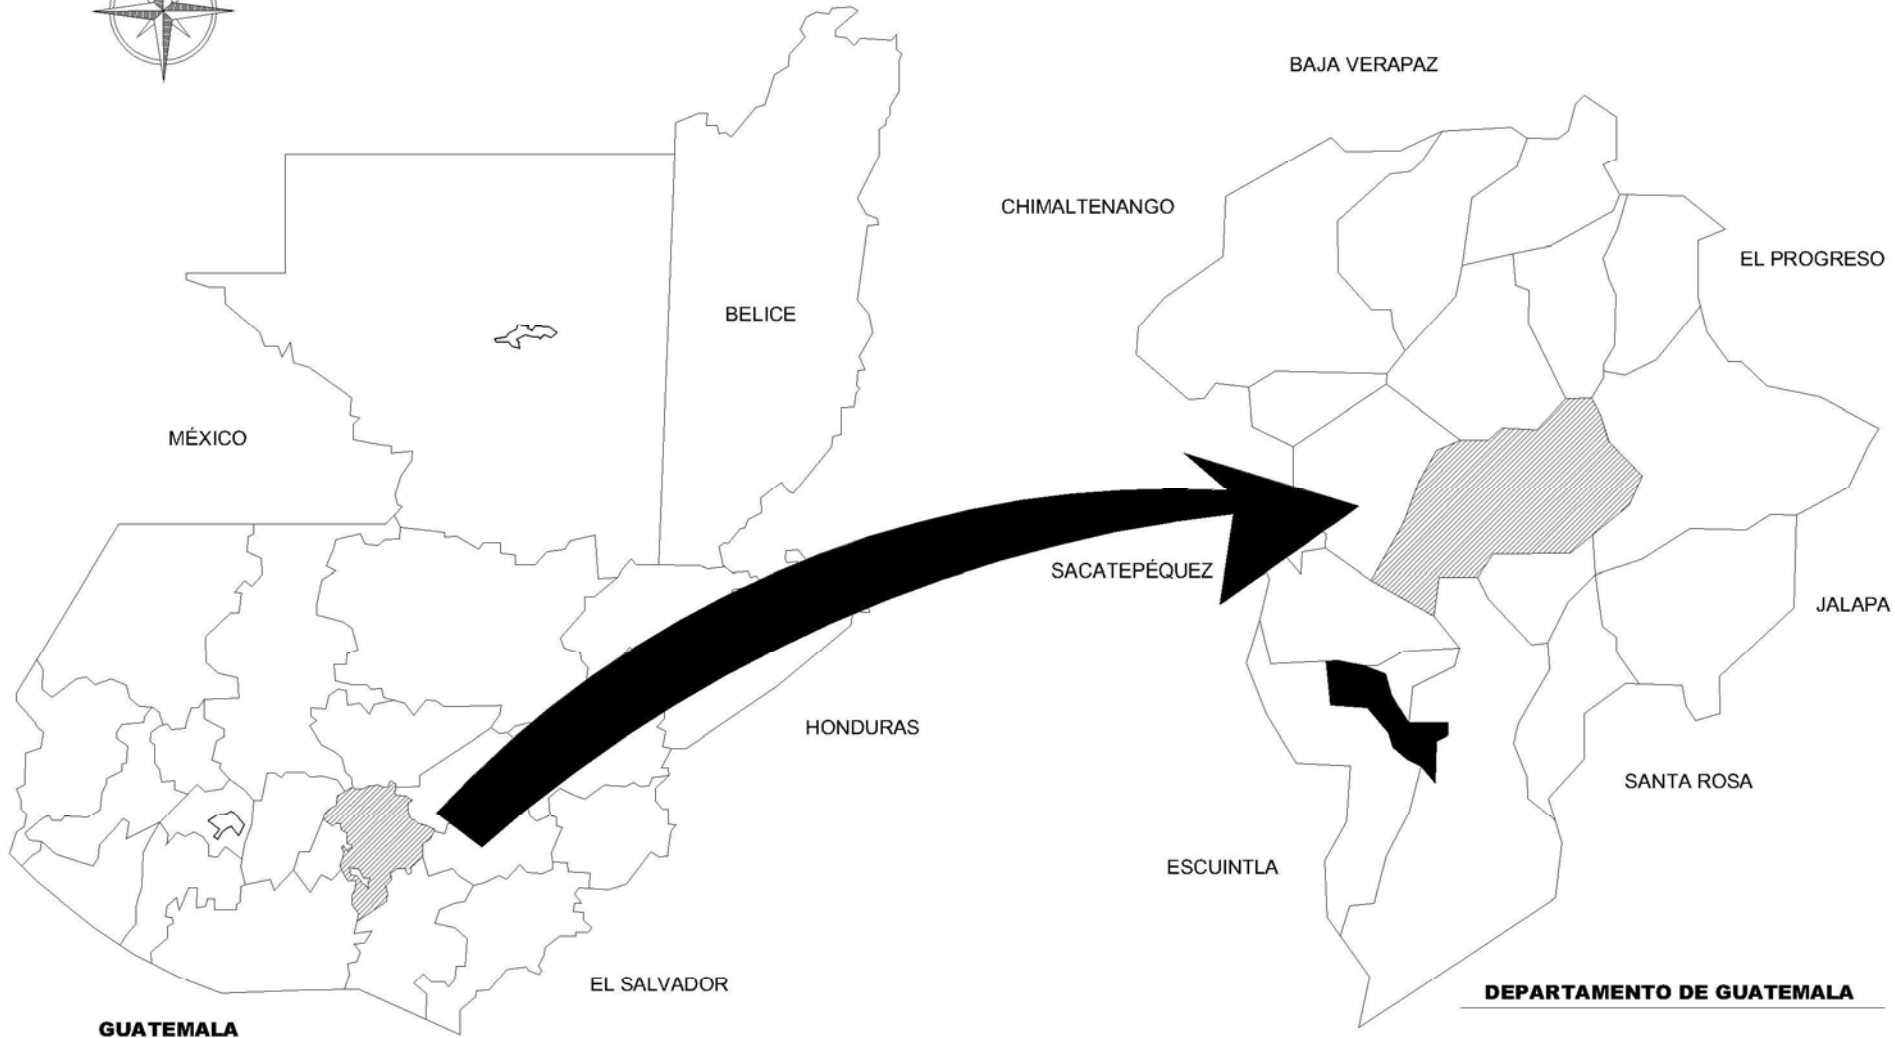 BAJA VERAPAZ
CHIMALTENANGO
EL PROGRESO
BELICE
MÉXICO
SACATEPÉQUEZ
JALAPA
HONDURAS
SANTA ROSA
ESCUINTLA
EL SALVADOR
DEPARTAMENTO DE GUATEMALA
GUATEMALA